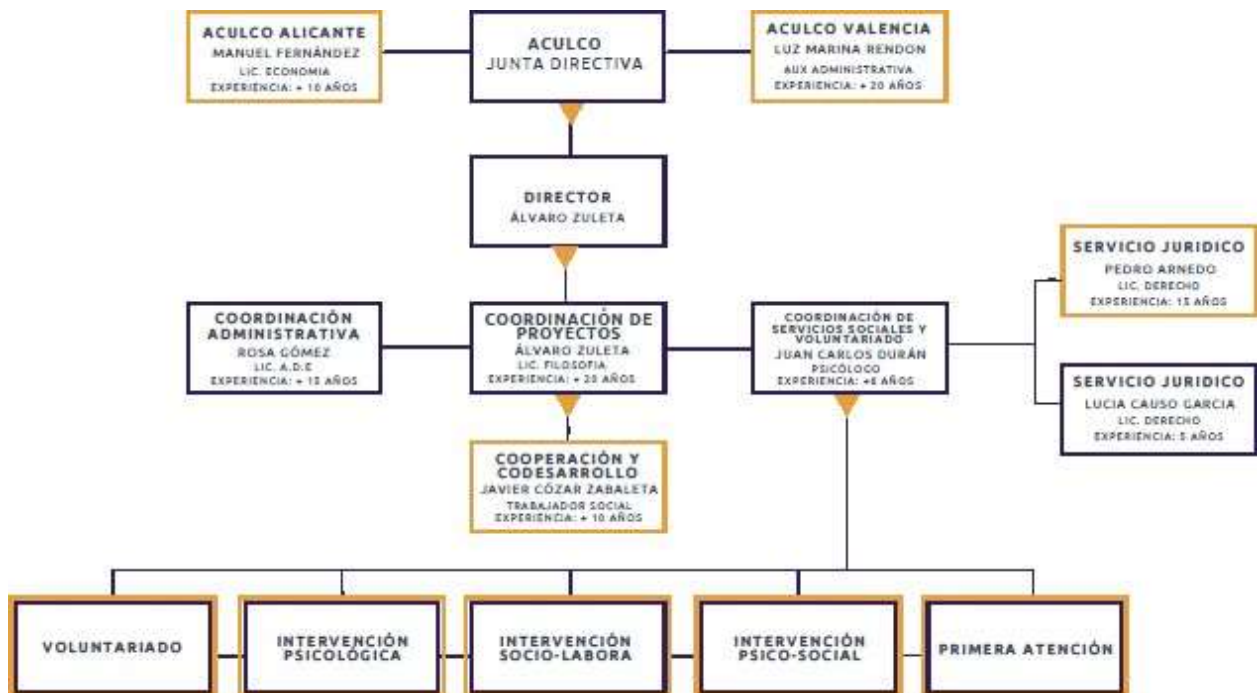 ACULCO ALICANTE
MANUEL FERNÁNDEZ
LIC. ECONOMIA
EXPERIENCIA: + 10 AÑOS
ACULCO
JUNTA DIRECTIVA
ACULCO VALENCIA
LUZ MARINA RENDON
AUX ADMINISTRATIVA
EXPERIENCIA: + 20 AÑOS
DIRECTOR
ÁLVARO ZULETA
SERVICIO JURIDICO
PEDRO ARNEDO
LIC. DERECHO
EXPERIENCIA: 15 AÑOS
COORDINACIÓN
ADMINISTRATIVA
ROSA GÓMEZ
LIC. A.D.E
EXPERIENCIA: + 15 AÑOS
COORDINACIÓN DE
PROYECTOS
ÁLVARO ZULETA
LIC. FILOSOFIA
EXPERIENCIA: + 20 AÑOS
COORDINACIÓN DE
SERVICIOS SOCIALES Y
VOLUNTARIADO
JUAN CARLOS DURÁN
PSICÓLOGO
EXPERIENCIA: +6 AÑOS
SERVICIO JURIDICO
LUCIA CAUSO GARCIA
LIC. DERECHO
EXPERIENCIA: 5 AÑOS
COOPERACIÓN Y
CODESARROLLO
JAVIER CÓZAR ZABALETA
TRABAJADOR SOCIAL
EXPERIENCIA: + 10 AÑOS
VOLUNTARIADO
INTERVENCIÓN
PSICOLÓGICA
INTERVENCIÓN
SOCIO-LABORA
INTERVENCIÓN
PSICO-SOCIAL
PRIMERA ATENCIÓN